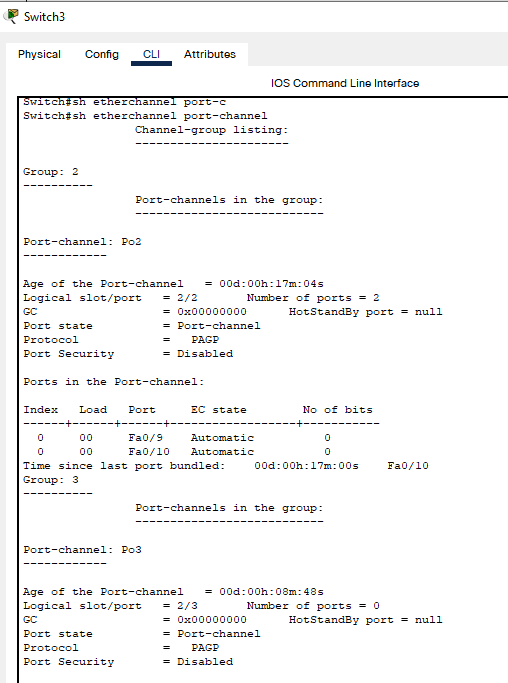 Switch3
Physical Config CLI Attributes
IOS Command Line Interface
Switch#sh etherchannel port-c
Switch#sh etherchannel port-channel
Channel-group listing:
----------------------
Group: 2
----------
Port-channels in the group:
---------------------------
Port-channel: Po2
------------
Age of the Port-channel = 00d:00h:17m:04s
Logical slot/port = 2/2 Number of ports = 2
GC = 0x00000000 HotStandBy port = null
Port state = Port-channel
Protocol = PAGP
Port Security = Disabled
Ports in the Port-channel:
Index Load Port EC state No of bits
------+------+------+------------------+-----------
0 00 Fa0/9 Automatic 0
0 00 Fa0/10 Automatic 0
Time since last port bundled: 00d:00h:17m:00s Fa0/10
Group: 3
----------
Port-channels in the group:
---------------------------
Port-channel: Po3
------------
Age of the Port-channel = 00d:00h:08m:48s
Logical slot/port = 2/3 Number of ports = 0
GC = 0x00000000 HotStandBy port = null
Port state = Port-channel
Protocol = PAGP
Port Security = Disabled